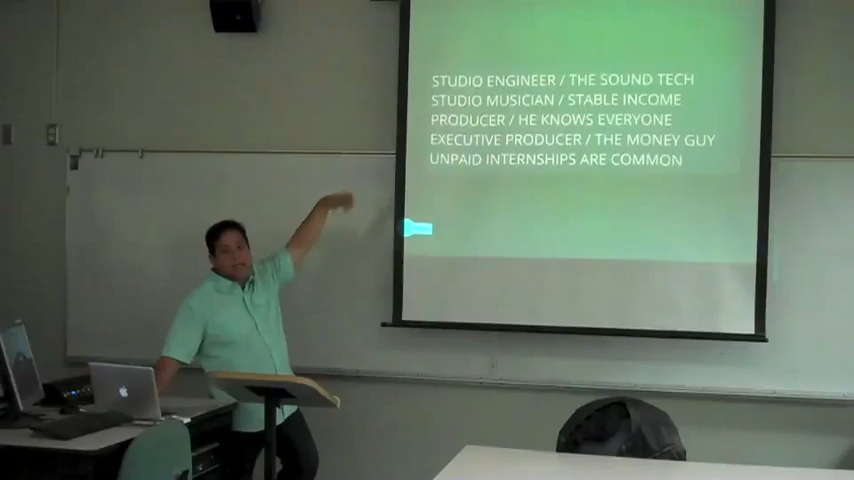 STUDIO ENGINEER / THE SOUND TECH
STUDIO MUSICIAN / STABLE INCOME
PRODUCER / HE KNOWS EVERYONE
EXECUTIVE PRODUCER / THE MONEY GUY
UNPAID INTERNSHIPS ARE COMMON